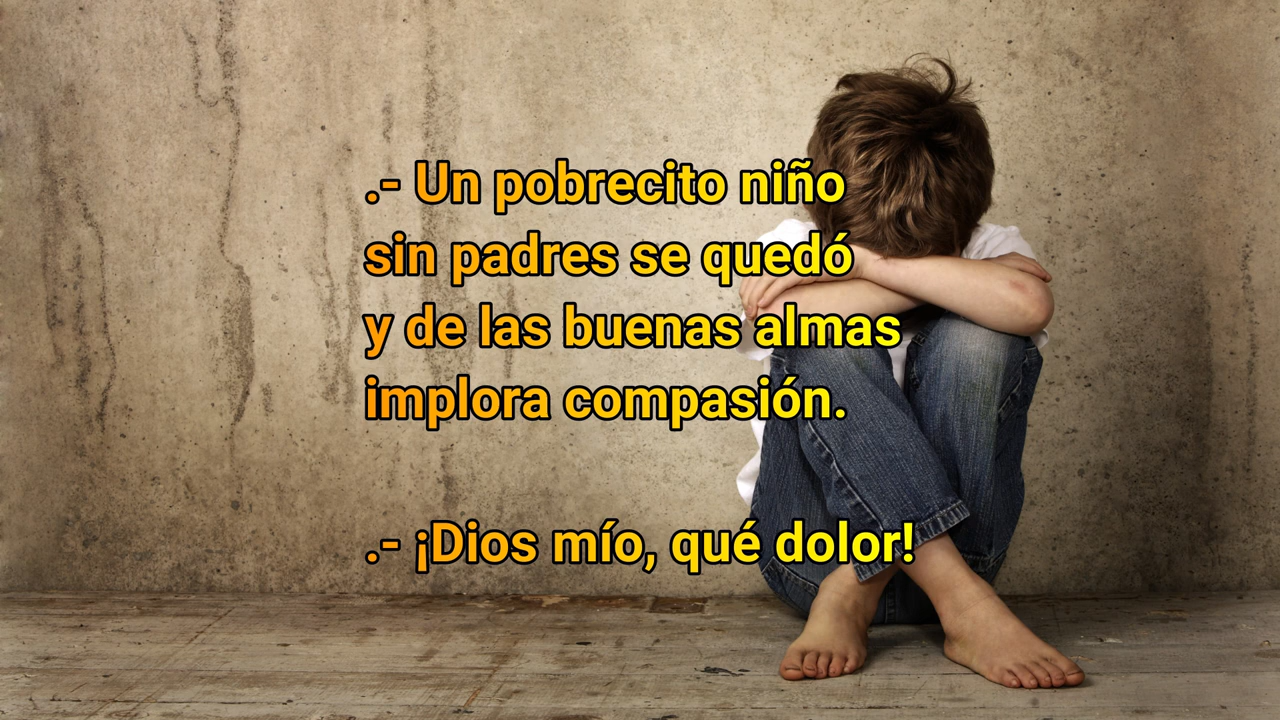 .- Un pobrecito niño
sin padres se quedó
y de las buenas almas
implora compasión.
.- ¡Dios mío, qué dolor!